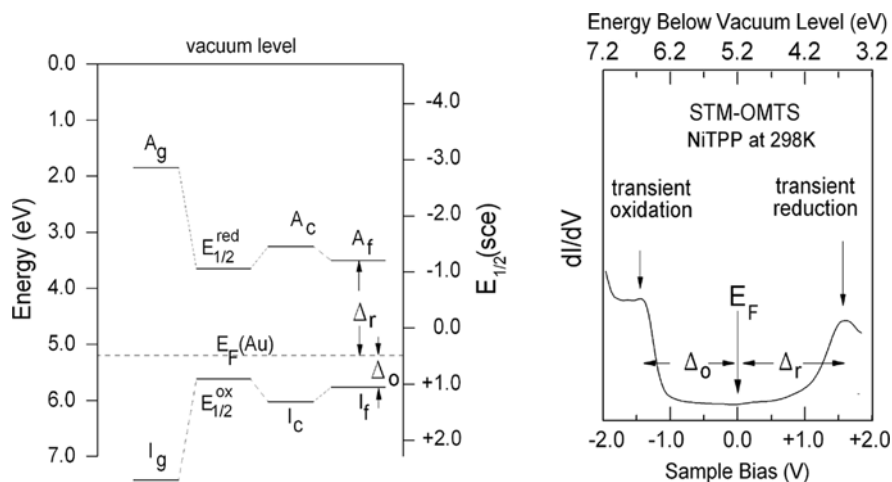 vacuum level
0.0
1.0
2.0
3.0
4.0
5.0
6.0
7.0
Energy (eV)
A_g
E_1/2^red
A_c
A_f
Δ_r
E_F(Au)
Δ_o
E_1/2^ox
I_c
I_f
I_g
-4.0
-3.0
-2.0
-1.0
0.0
+1.0
+2.0
E_1/2(sce)
Energy Below Vacuum Level (eV)
7.2 6.2 5.2 4.2 3.2
STM-OMTS
NiTPP at 298K
transient
oxidation
transient
reduction
dI/dV
E_F
Δ_o
Δ_r
-2.0 -1.0 0.0 +1.0 +2.0
Sample Bias (V)